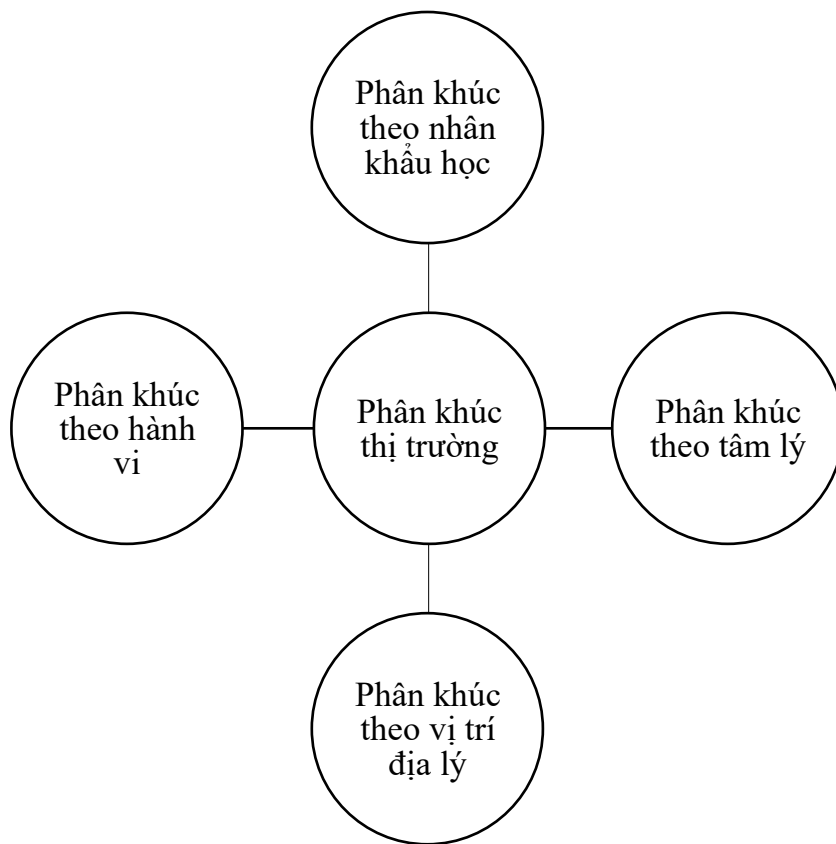 Phân khúc
theo nhân
khẩu học
Phân khúc
theo hành
vi
Phân khúc
thị trường
Phân khúc
theo tâm lý
Phân khúc
theo vị trí
địa lý